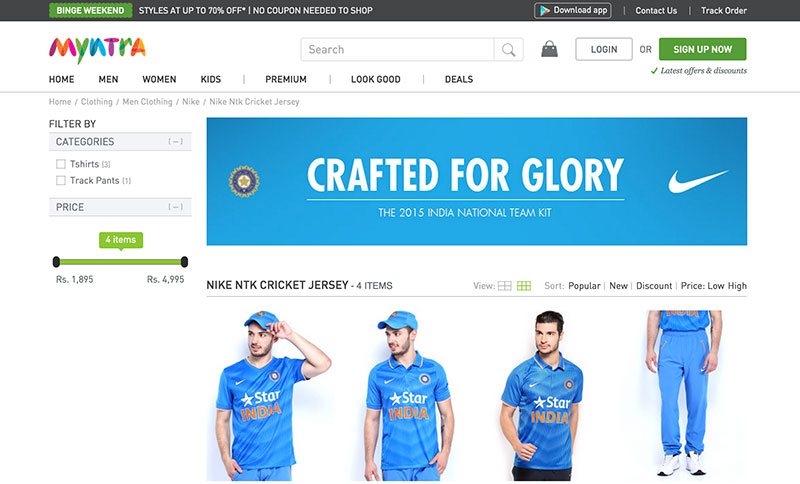 BINGE WEEKEND STYLES AT UP TO 70% OFF* | NO COUPON NEEDED TO SHOP Download app | Contact Us | Track Order
Myntra Search LOGIN OR SIGN UP NOW
Latest offers & discounts
HOME MEN WOMEN KIDS | PREMIUM | LOOK GOOD | DEALS
Home / Clothing / Men Clothing / Nike / Nike Ntk Cricket Jersey
FILTER BY
CATEGORIES [–]
Tshirts [3]
Track Pants [1]
PRICE [–]
4 items
Rs. 1,895 Rs. 4,995
CRAFTED FOR GLORY
THE 2015 INDIA NATIONAL TEAM KIT
NIKE NTK CRICKET JERSEY - 4 ITEMS View: Sort: Popular | New | Discount | Price: Low High
Star
INDIA
Star
INDIA
Star
INDIA